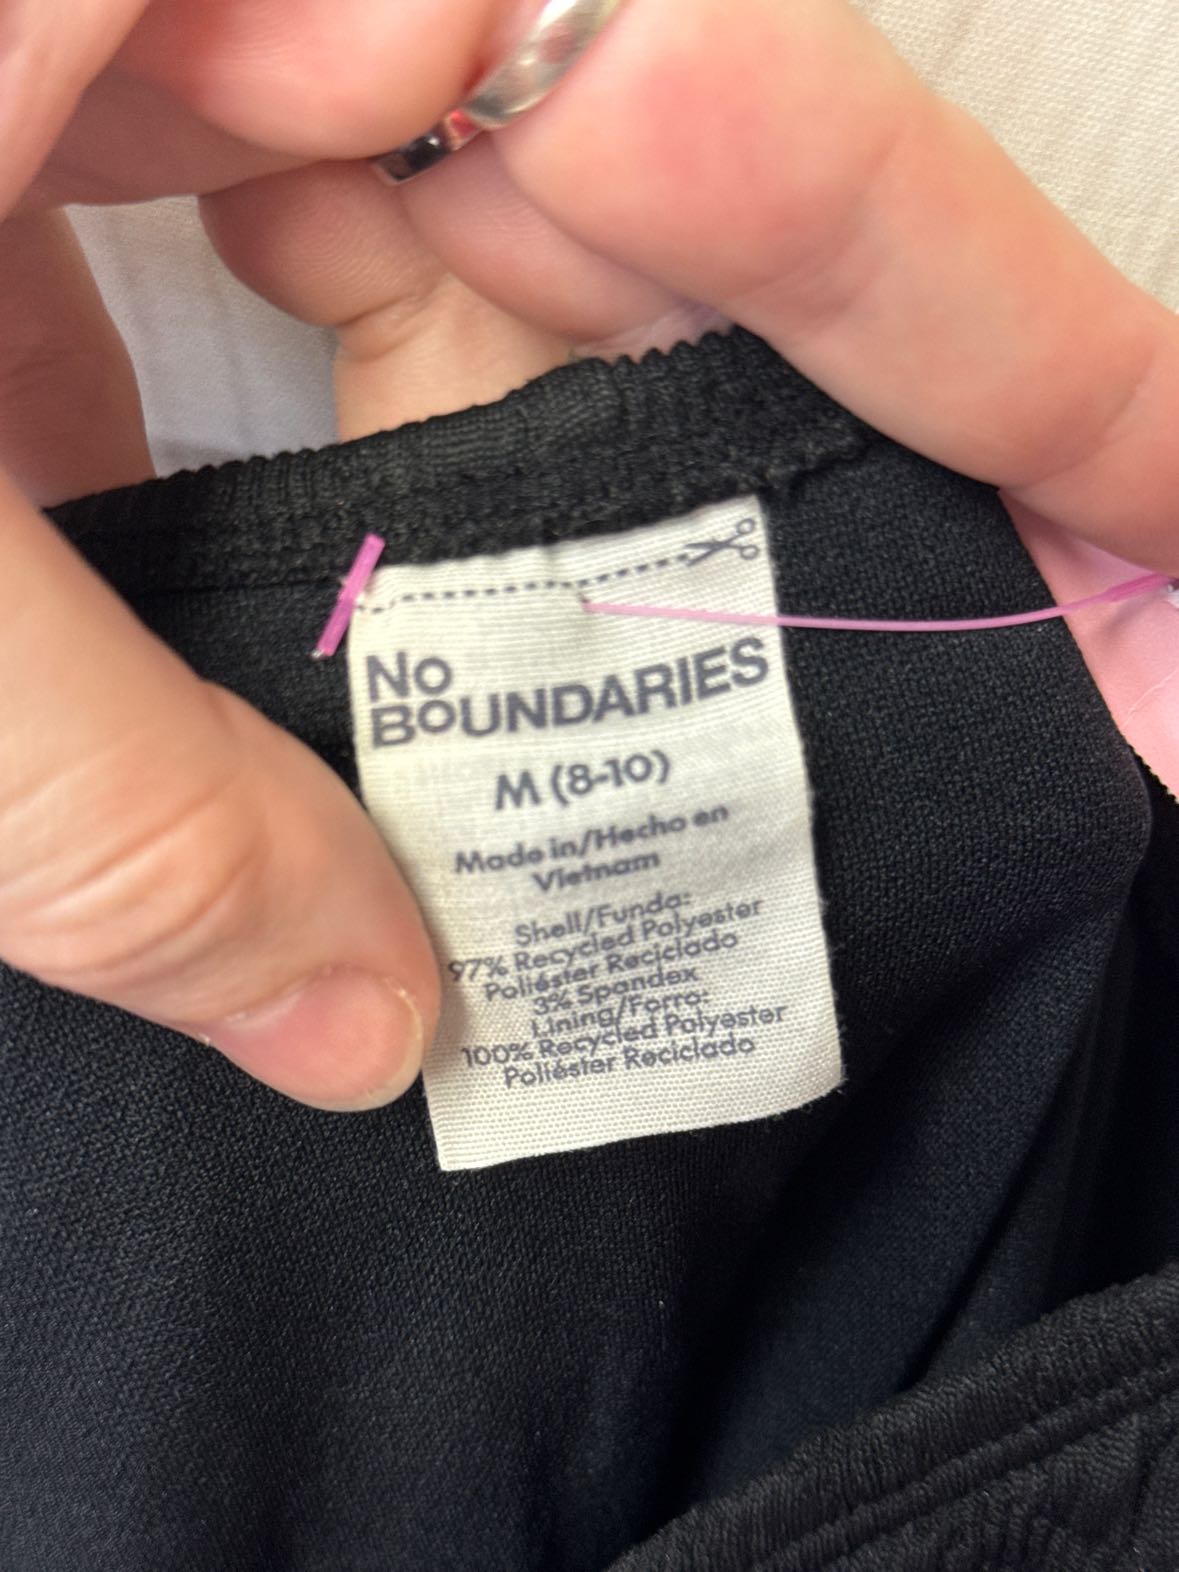 No
BoUNDARIES
M (8-10)
Made in/Hecho en
Vietnam
Shell/Funda:
97% Recycled Polyester
Poliéster Reciclado
3% Spandex
Lining/Forro:
100% Recycled Polyester
Poliéster Reciclado